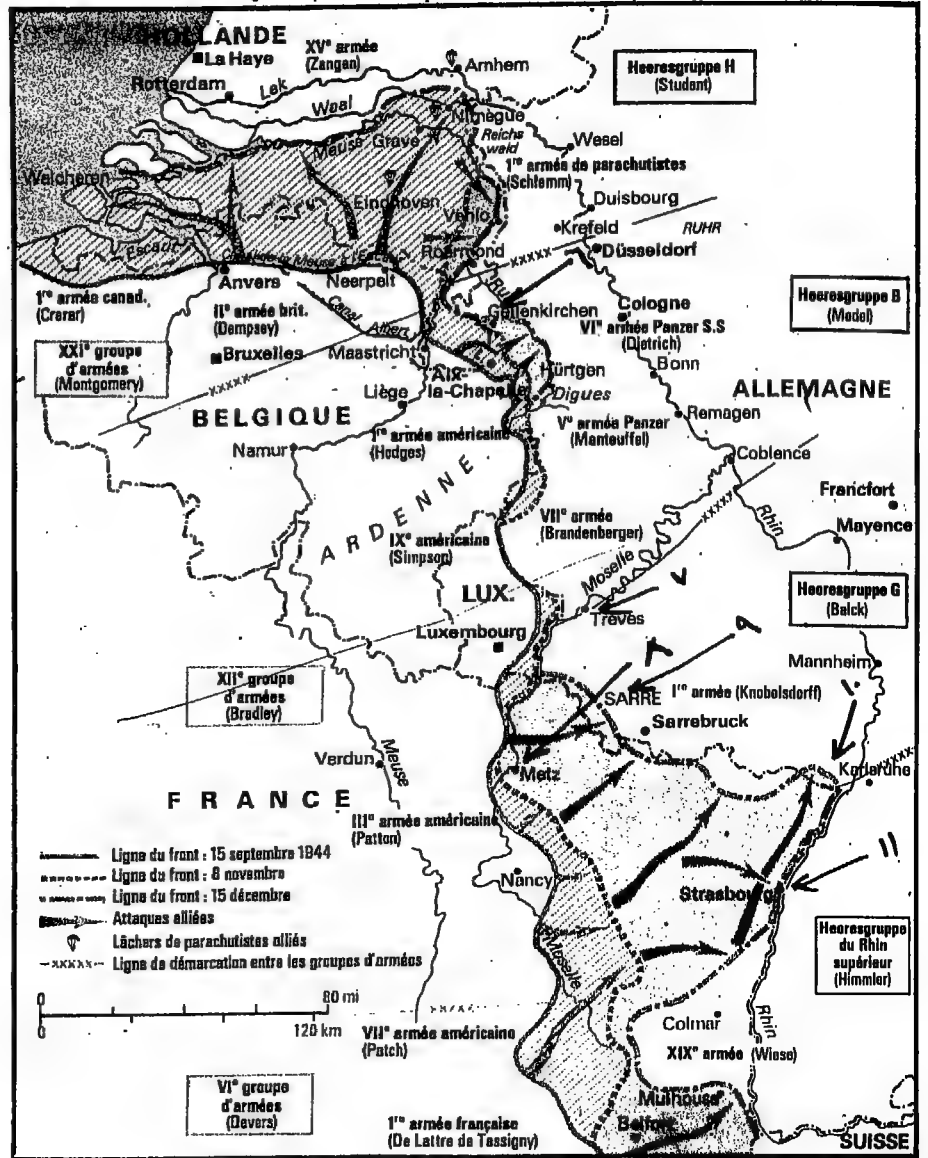 HOLLANDE
La Haye
XVe armée
(Zangen)
Arnhem
Heeresgruppe H
(Student)
Rotterdam
Lek
Waal
Nimègue
Reichs
wald
Wesel
Meuse
Grave
1re armée de parachutistes
(Schlemm)
Walcheren
Duisbourg
Eindhoven
Venlo
Krefeld
RUHR
Düsseldorf
Roermond
Escaut
Anvers
Neerpelt
1re armée canad.
(Crerar)
IIe armée brit.
(Dempsey)
Canal
Albert
Geilenkirchen
Cologne
VIe armée Panzer S.S
(Dietrich)
Heeresgruppe B
(Model)
XXIe groupe
d'armées
(Montgomery)
Bruxelles
Maastricht
Bonn
XXXXX
AIX-
la-Chapelle
Hürtgen
ALLEMAGNE
Liège
Digues
BELGIQUE
Remagen
Ve armée Panzer
(Manteuffel)
1re armée américaine
(Hodges)
Namur
Coblence
ARDENNE
Francfort
Mayence
Rhin
VIIe armée
(Brandenberger)
IXe américaine
(Simpson)
Moselle
LUX.
Heeresgruppe G
(Balck)
Trèves
Luxembourg
Mannheim
XIIe groupe
d'armées
(Bradley)
SARRE
Ire armée (Knobelsdorff)
Sarrebruck
Meuse
Verdun
Metz
Karlsruhe
FRANCE
IIIe armée américaine
(Patton)
Ligne du front : 15 septembre 1944
Ligne du front : 8 novembre
Ligne du front : 15 décembre
Attaques alliées
Lâchers de parachutistes alliés
Ligne de démarcation entre les groupes d'armées
Nancy
Strasbourg
11
Heeresgruppe
du Rhin
supérieur
(Himmler)
Moselle
0 80 mi
0 120 km
VIIe armée américaine
(Patch)
Colmar
Rhin
XIXe armée (Wiese)
VIe groupe
d'armées
(Devers)
Mulhouse
1re armée française
(De Lattre de Tassigny)
Belfort
SUISSE